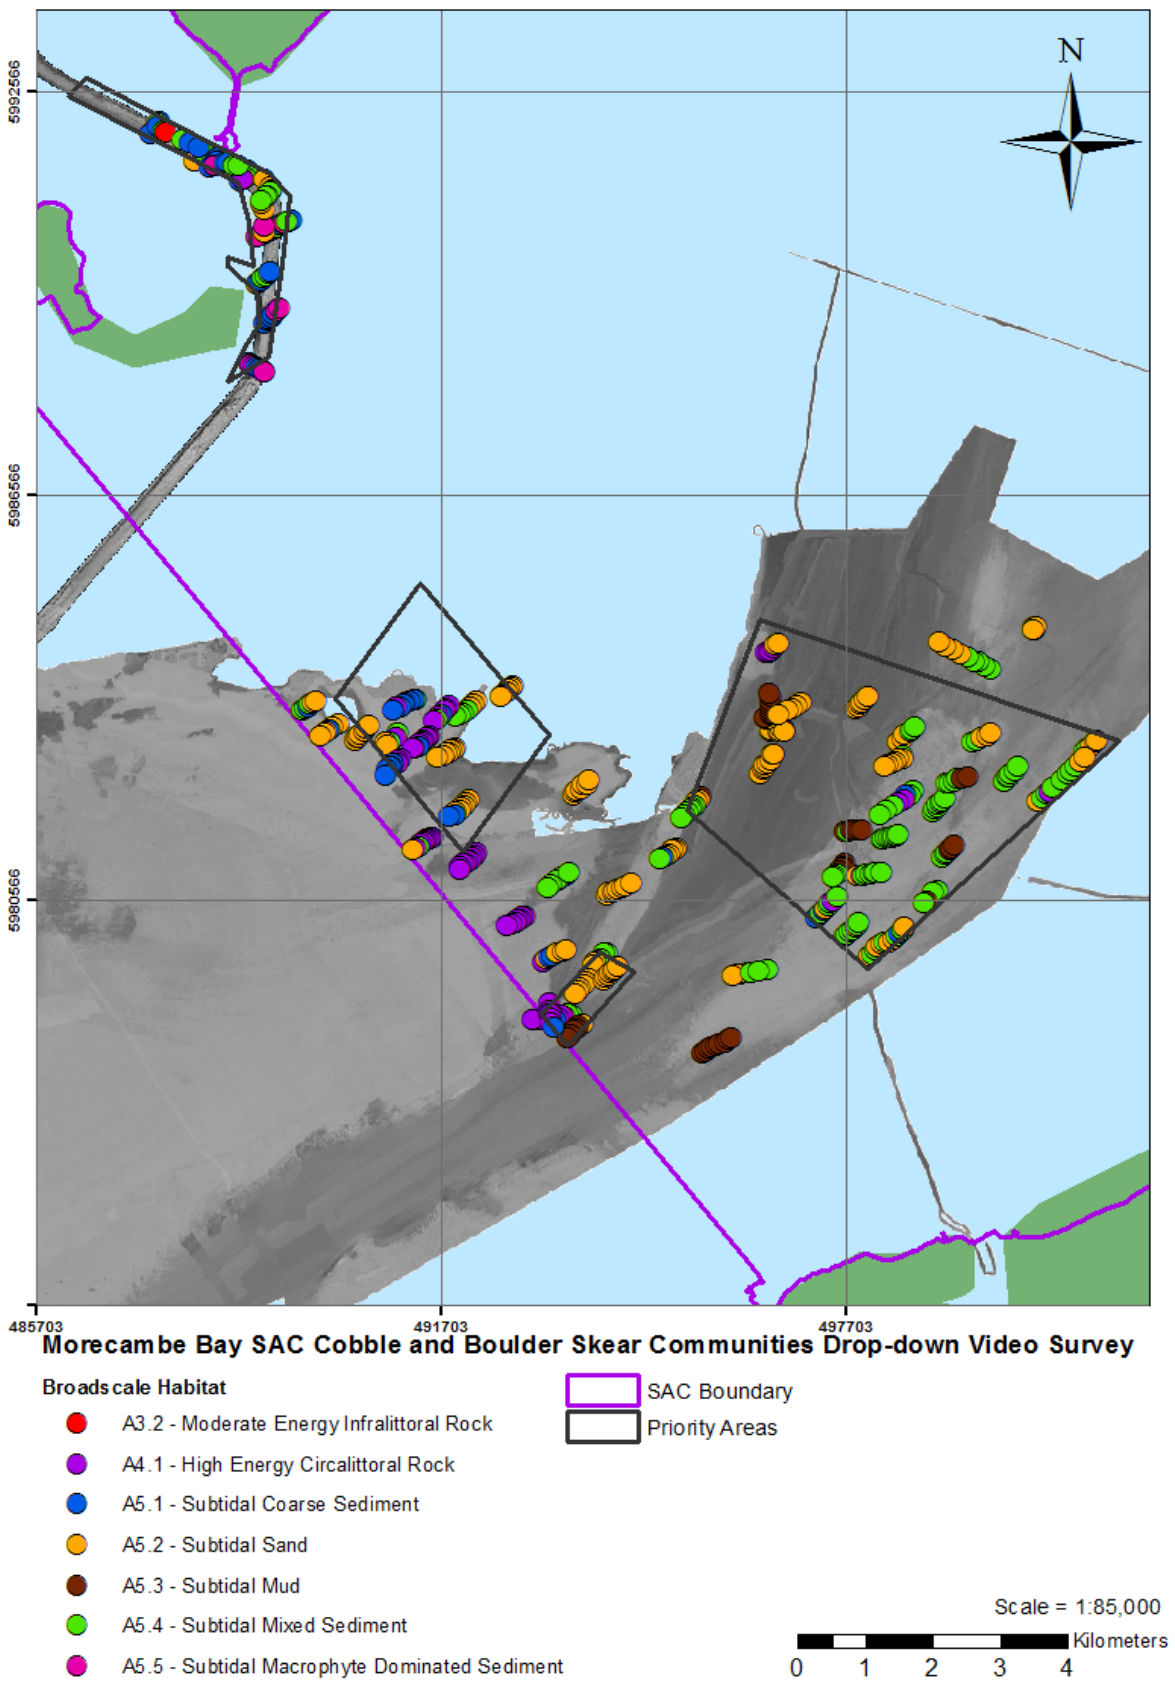 N
5992566
5986566
5980566
485703
491703
497703
Morecambe Bay SAC Cobble and Boulder Skear Communities Drop-down Video Survey
Broadscale Habitat
A3.2 - Moderate Energy Infralittoral Rock
A4.1 - High Energy Circalittoral Rock
A5.1 - Subtidal Coarse Sediment
A5.2 - Subtidal Sand
A5.3 - Subtidal Mud
A5.4 - Subtidal Mixed Sediment
A5.5 - Subtidal Macrophyte Dominated Sediment
SAC Boundary
Priority Areas
Scale = 1:85,000
Kilometers
0 1 2 3 4